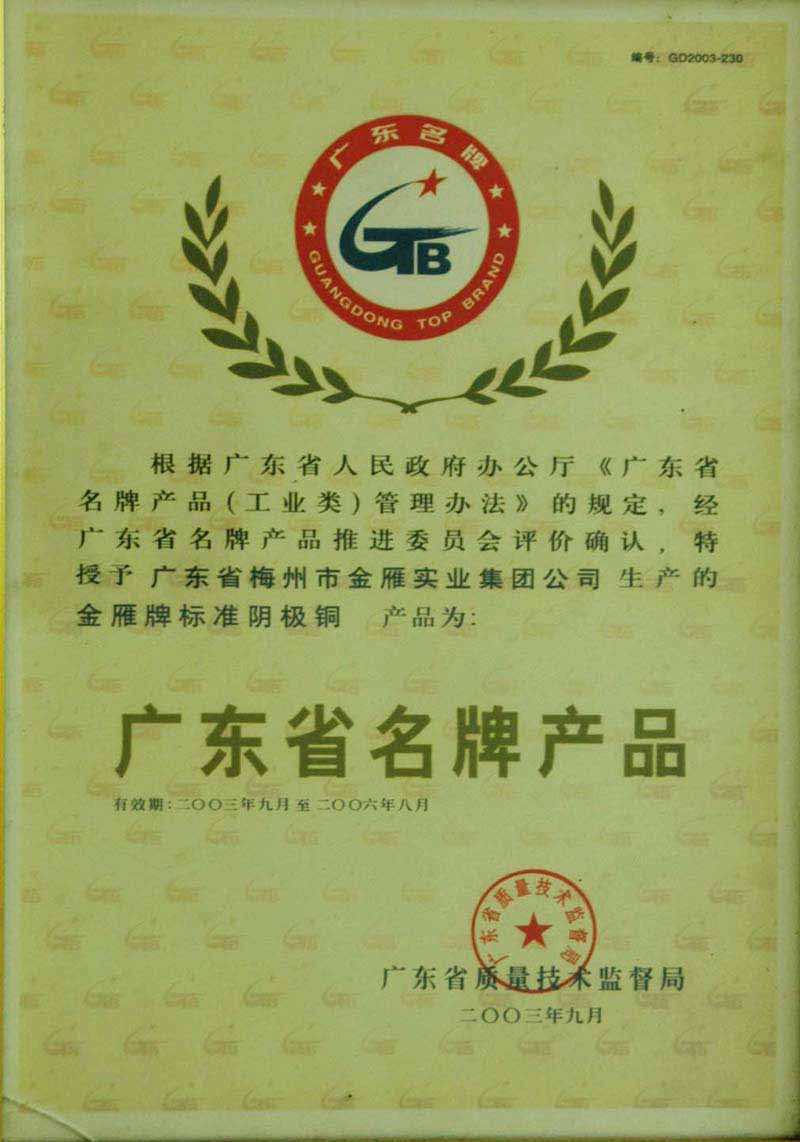 编号：GD2003-230
广东名牌
GTB
GUANGDONG TOP BRAND
根据广东省人民政府办公厅《广东省
名牌产品(工业类)管理办法》的规定，经
广东省名牌产品推进委员会评价确认，特
授予 广东省梅州市金雁实业集团公司 生产的
金雁牌标准阴极铜 产品为：
广东省名牌产品
有效期：二〇〇三年九月 至 二〇〇六年八月
广东省质量技术监督局
广东省质量技术监督局
二〇〇三年九月